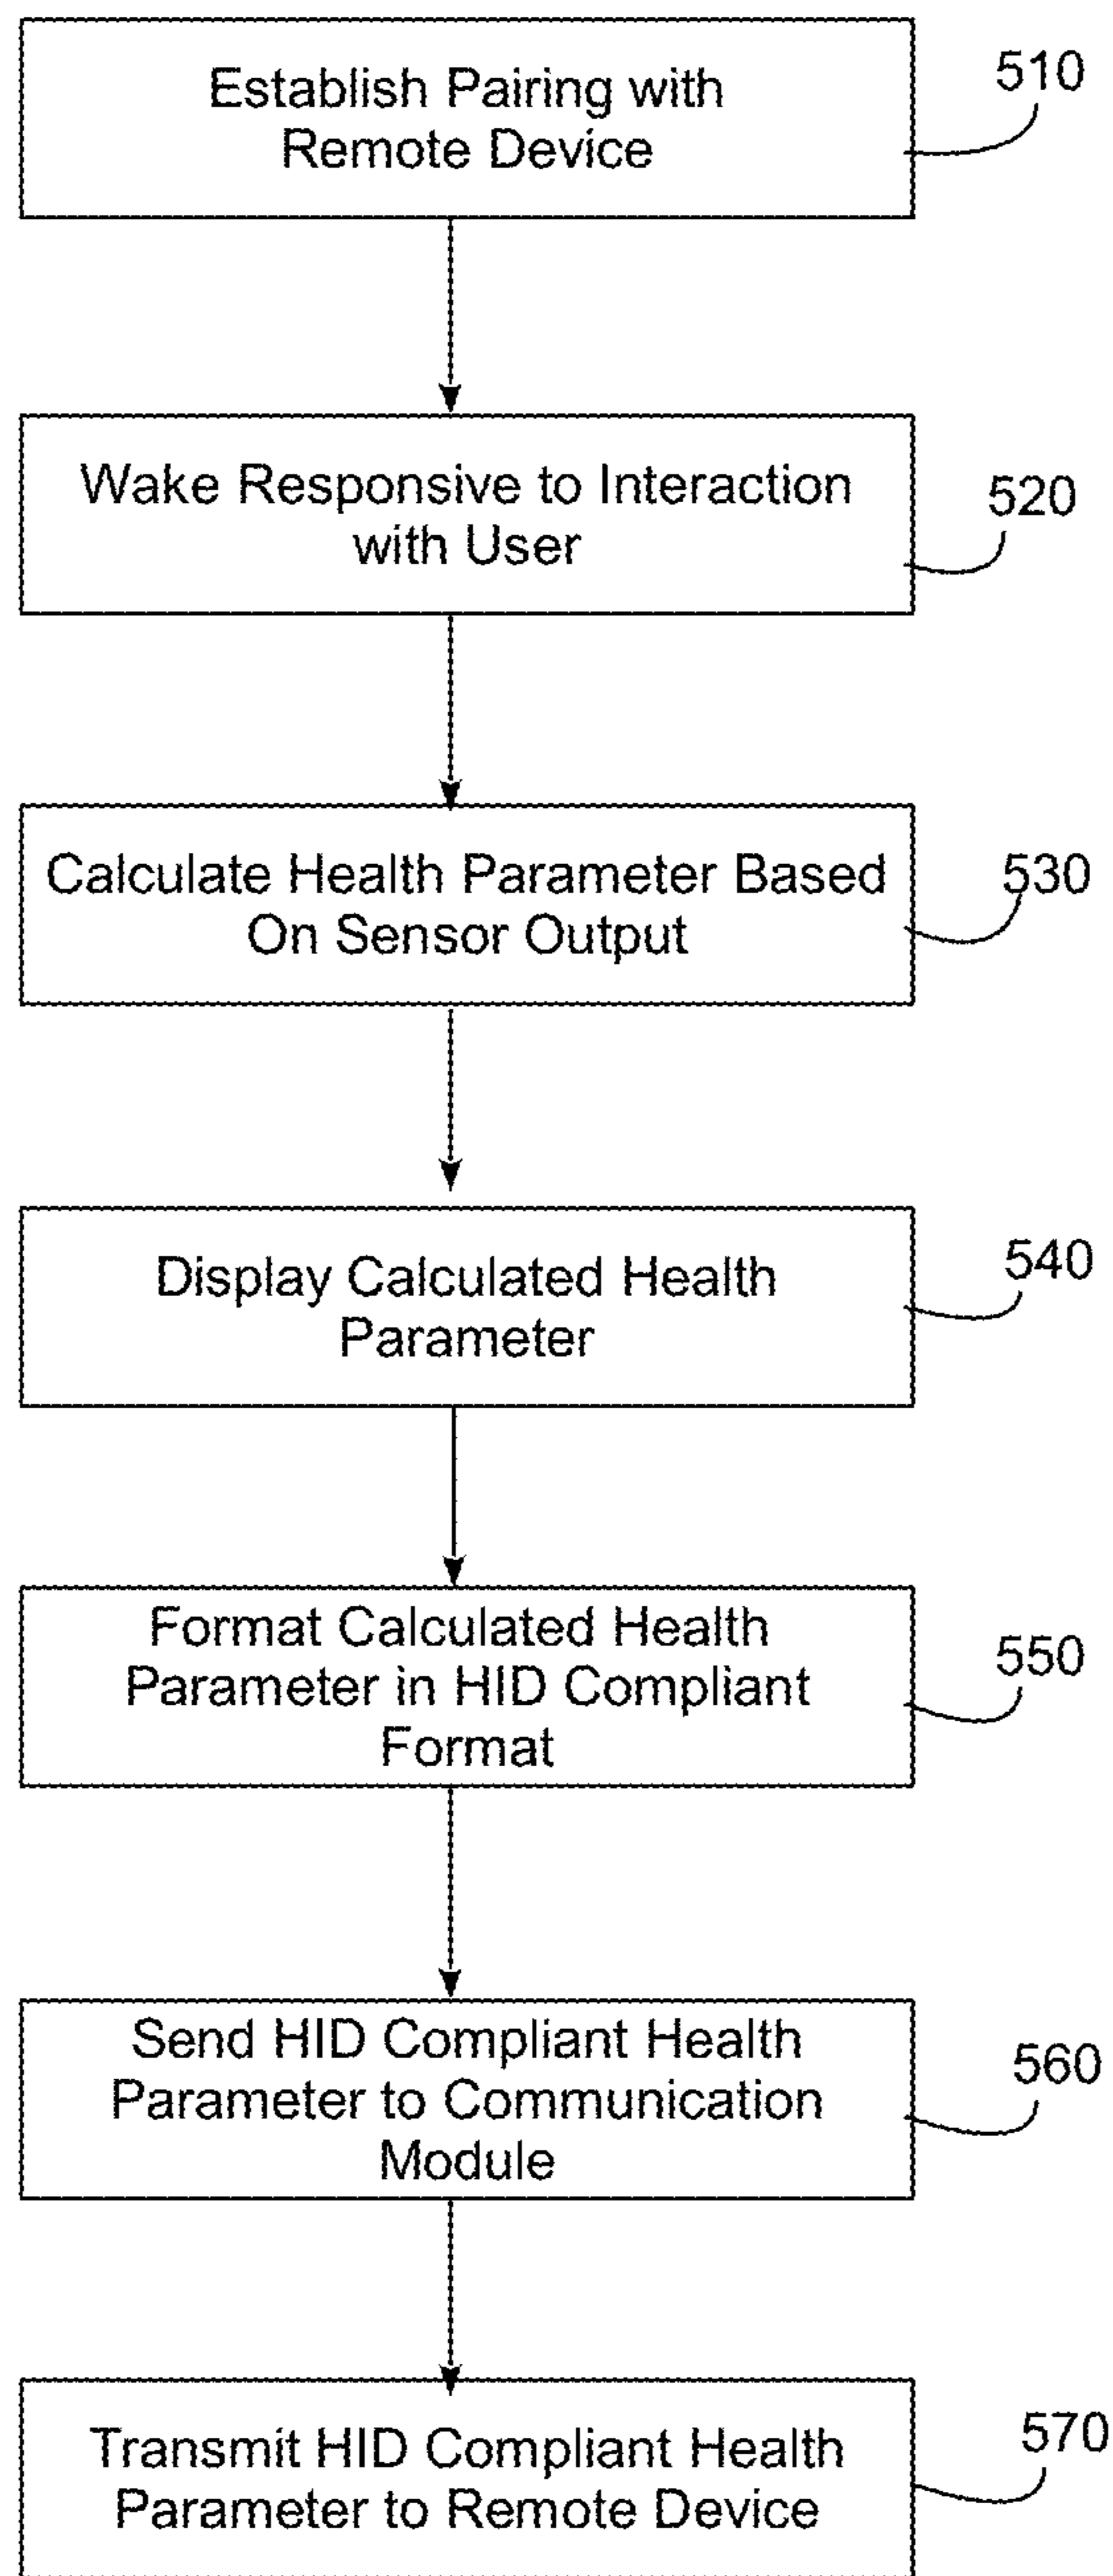 Establish Pairing with
Remote Device
510
Wake Responsive to Interaction
with User
520
Calculate Health Parameter Based
On Sensor Output
530
Display Calculated Health
Parameter
540
Format Calculated Health
Parameter in HID Compliant
Format
550
Send HID Compliant Health
Parameter to Communication
Module
560
Transmit HID Compliant Health
Parameter to Remote Device
570